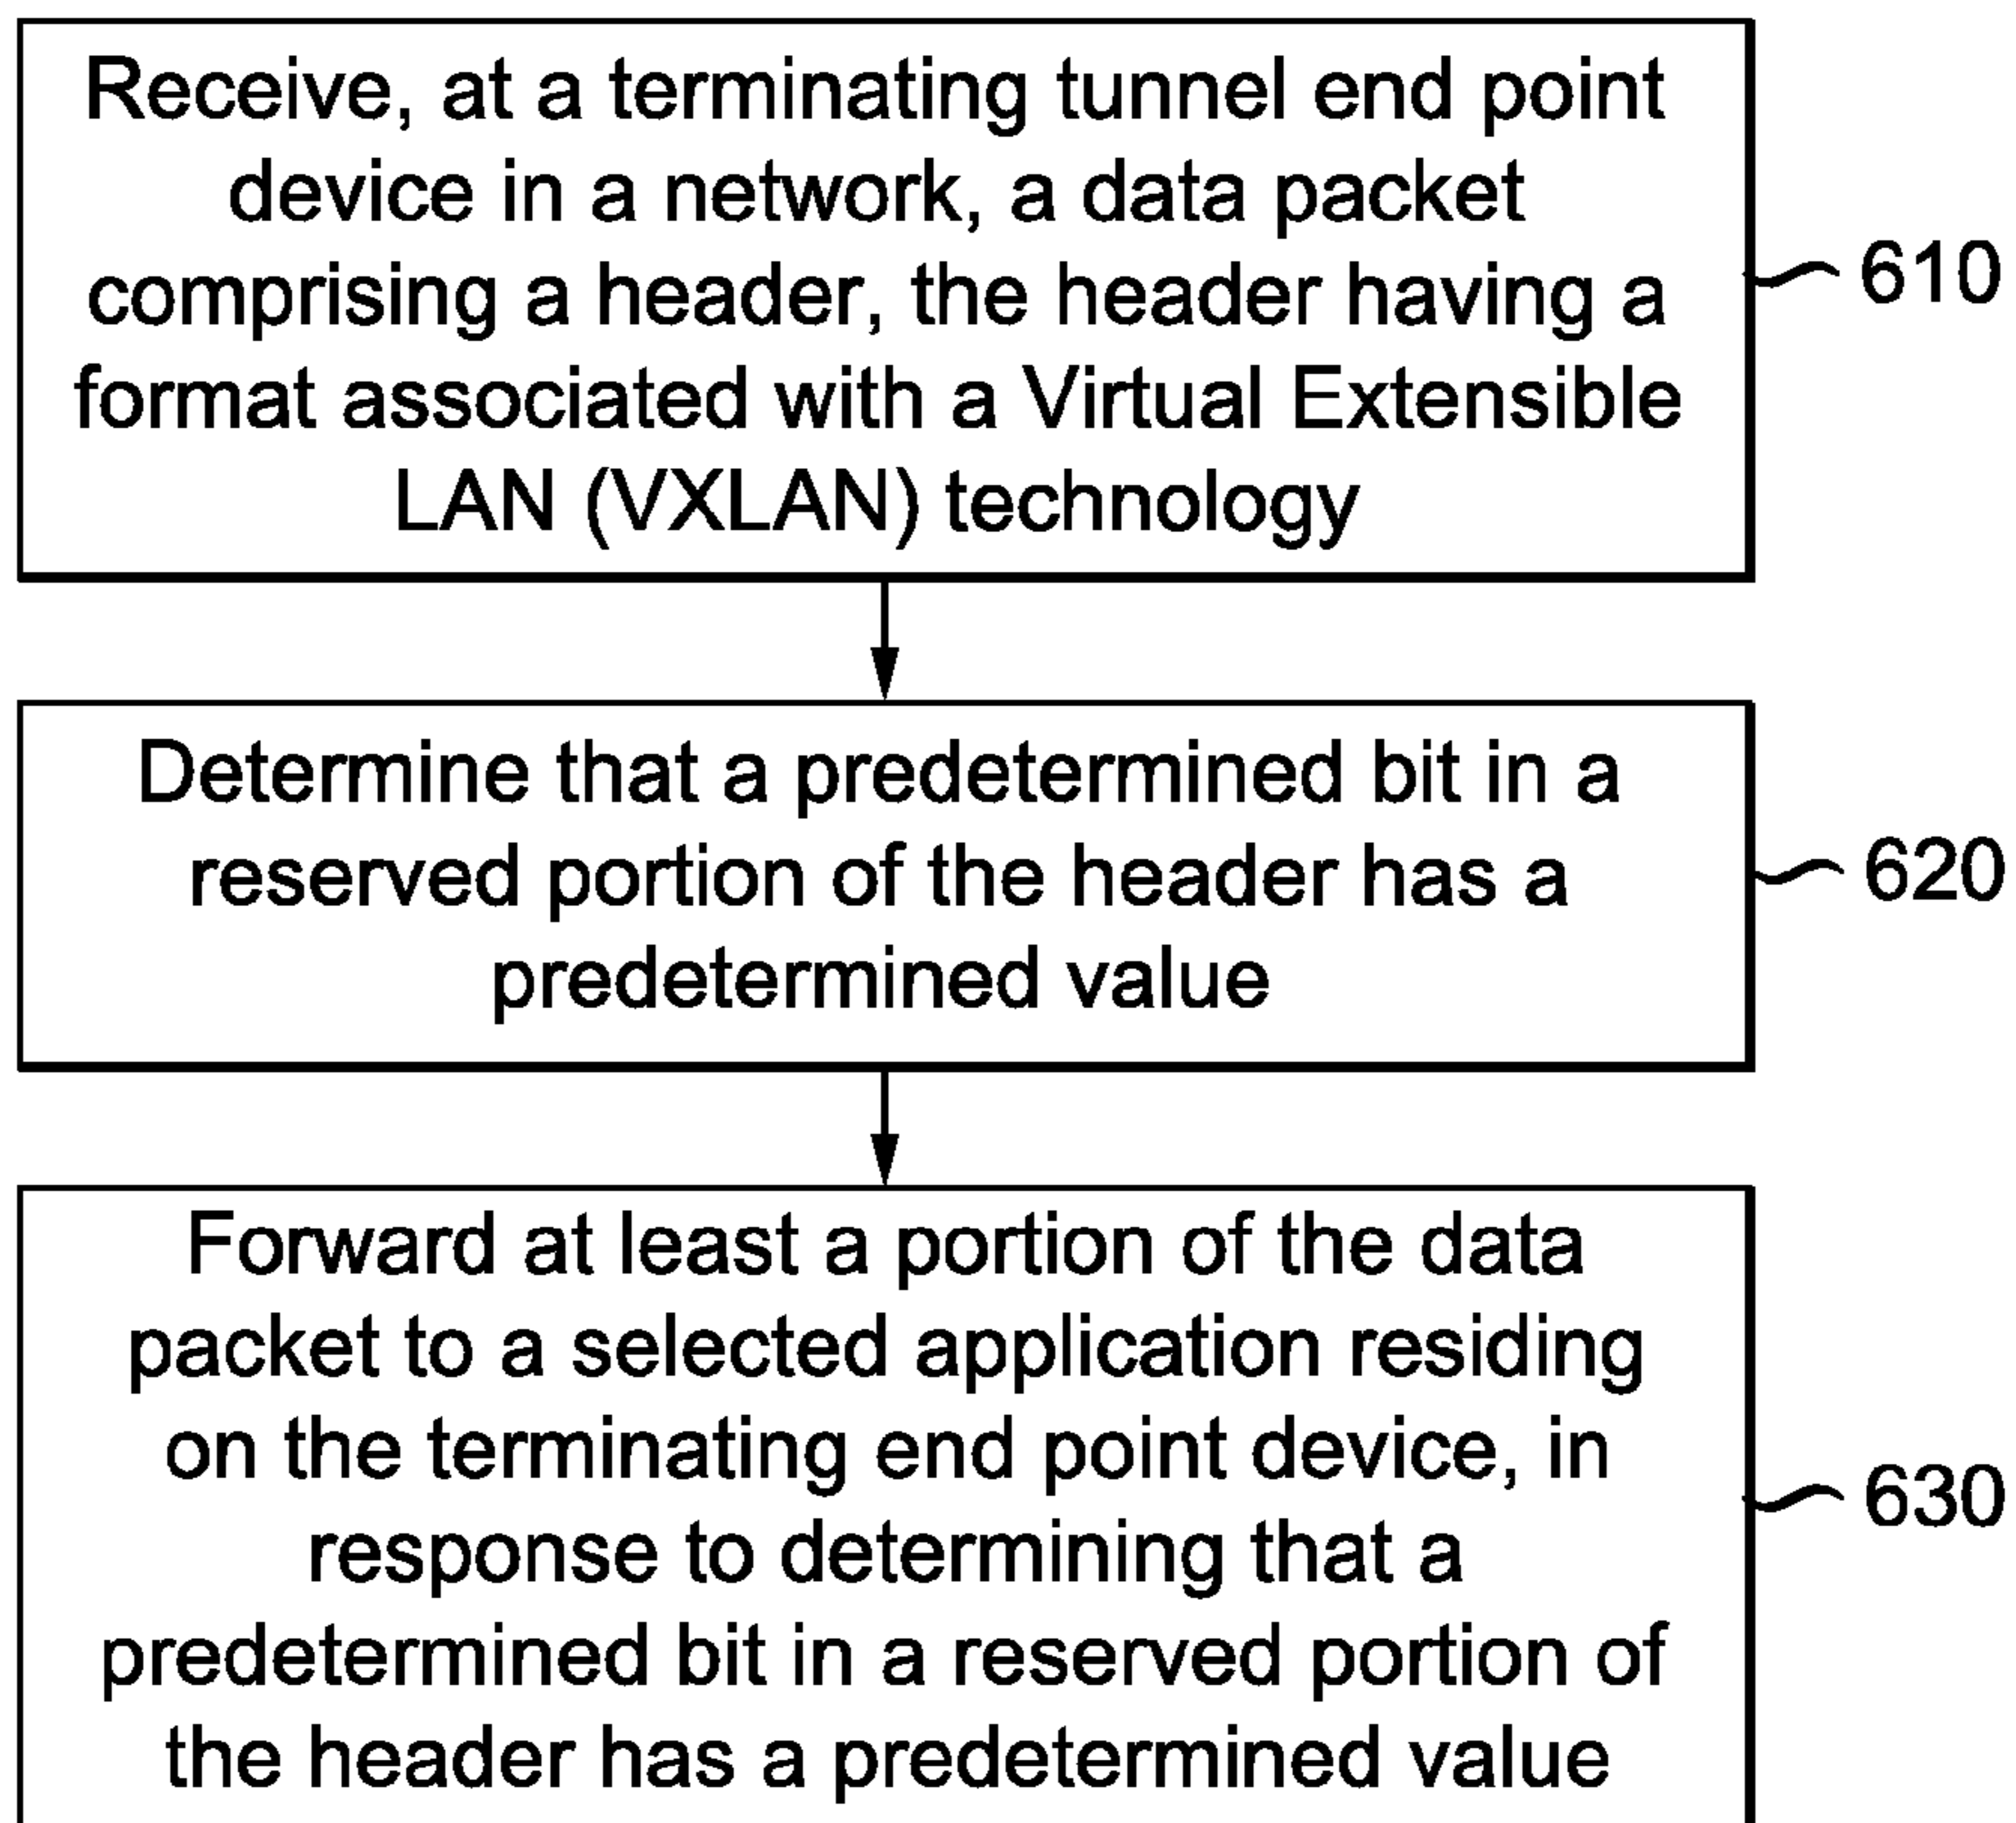 Receive, at a terminating tunnel end point
device in a network, a data packet
comprising a header, the header having a
format associated with a Virtual Extensible
LAN (VXLAN) technology
610
Determine that a predetermined bit in a
reserved portion of the header has a
predetermined value
620
Forward at least a portion of the data
packet to a selected application residing
on the terminating end point device, in
response to determining that a
predetermined bit in a reserved portion of
the header has a predetermined value
630